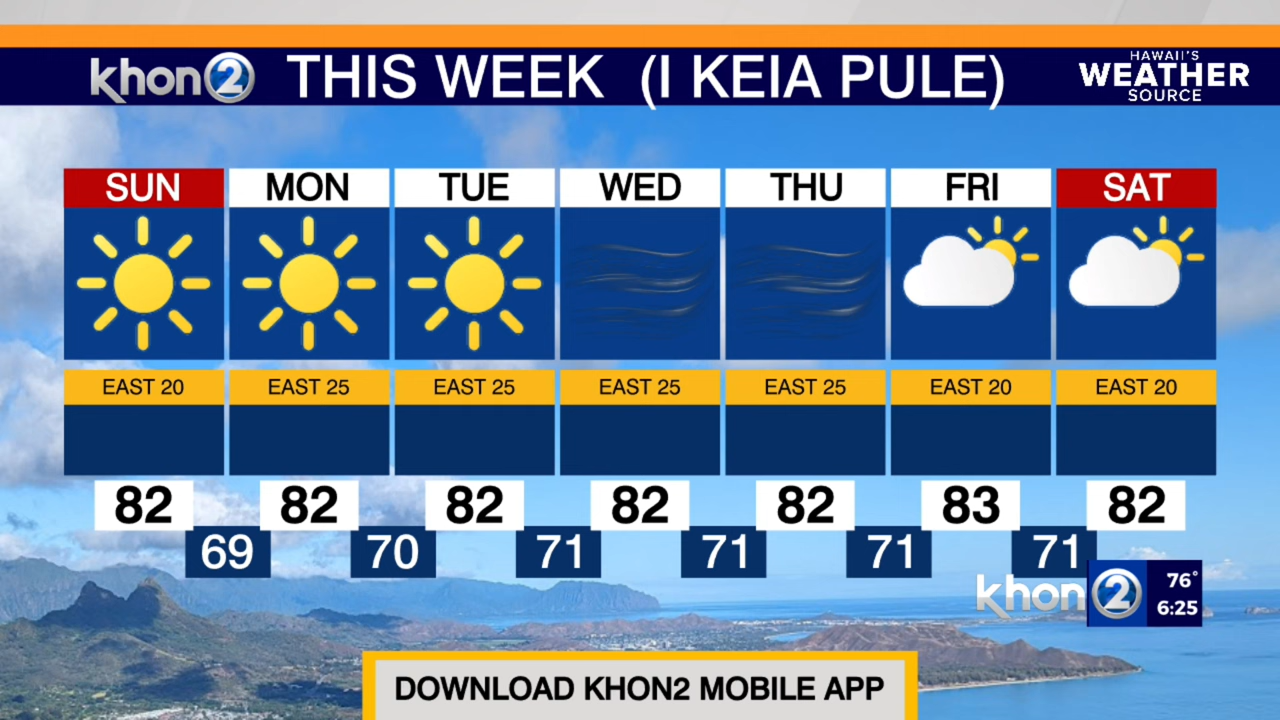 khon2 THIS WEEK (I KEIA PULE)
HAWAII'S
WEATHER
SOURCE
SUN MON TUE WED THU FRI SAT
EAST 20 EAST 25 EAST 25 EAST 25 EAST 25 EAST 20 EAST 20
82 82 82 82 82 83 82
69 70 71 71 71 71
khon2 76°
6:25
DOWNLOAD KHON2 MOBILE APP